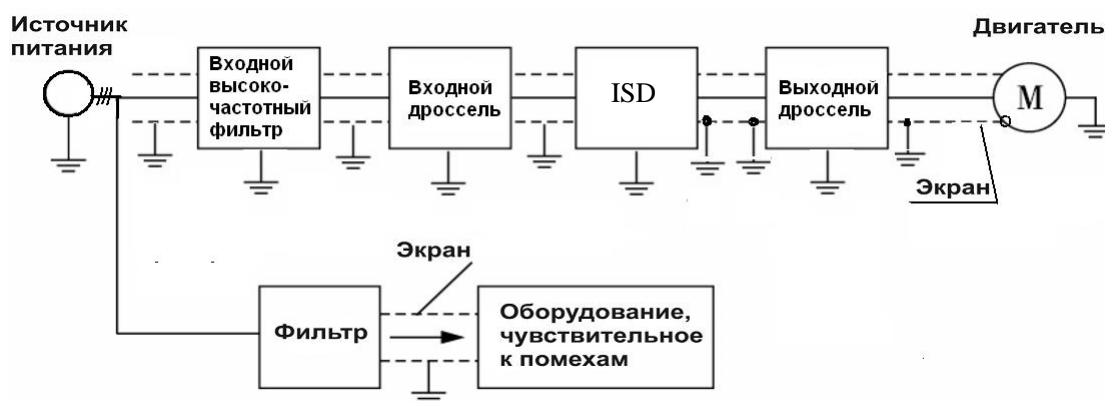 Источник
питания
Входной
высоко-
частотный
фильтр
Входной
дроссель
ISD
Выходной
дроссель
Двигатель
M
Экран
Экран
Фильтр
Оборудование,
чувствительное
к помехам